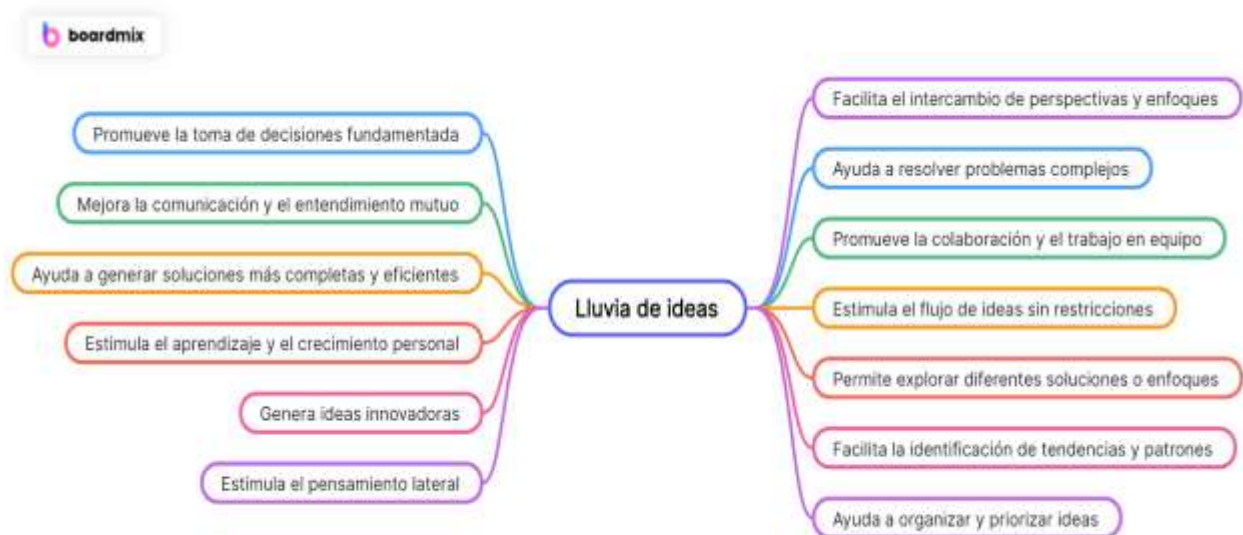 boardmix
Promueve la toma de decisiones fundamentada
Mejora la comunicación y el entendimiento mutuo
Ayuda a generar soluciones más completas y eficientes
Estimula el aprendizaje y el crecimiento personal
Genera ideas innovadoras
Estimula el pensamiento lateral
Lluvia de ideas
Facilita el intercambio de perspectivas y enfoques
Ayuda a resolver problemas complejos
Promueve la colaboración y el trabajo en equipo
Estimula el flujo de ideas sin restricciones
Permite explorar diferentes soluciones o enfoques
Facilita la identificación de tendencias y patrones
Ayuda a organizar y priorizar ideas